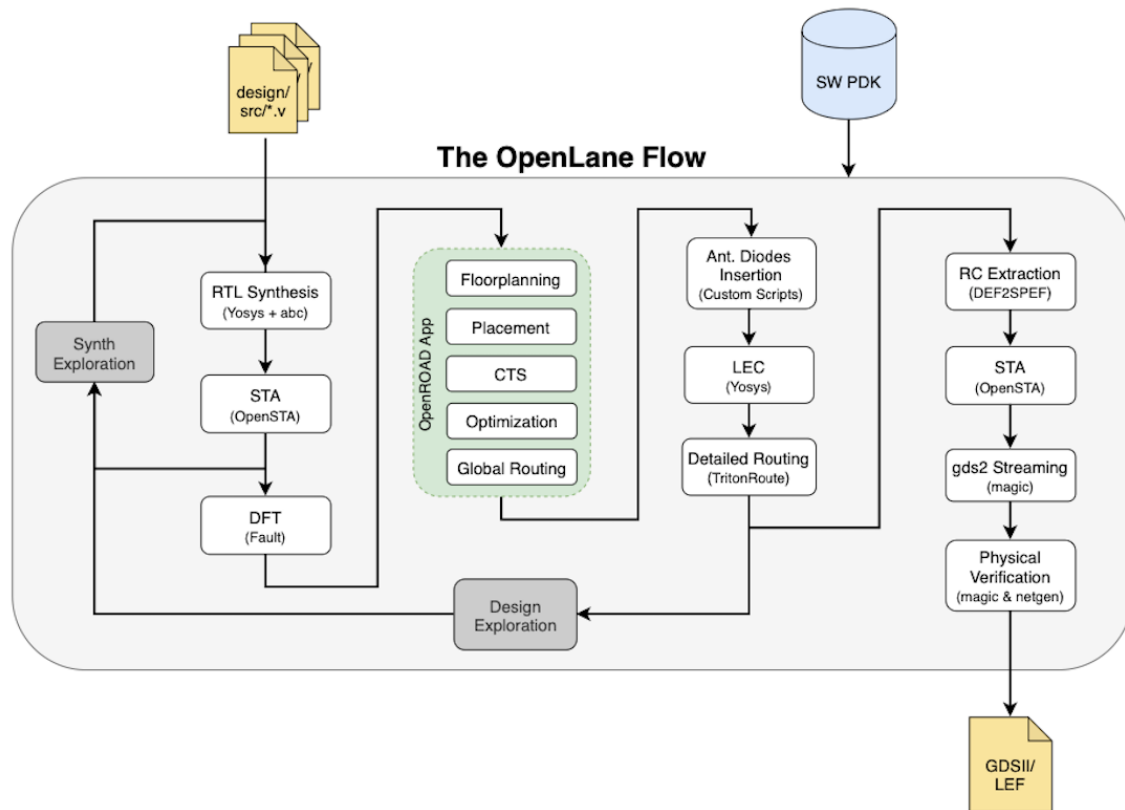 design/
src/*.v
SW PDK
The OpenLane Flow
RTL Synthesis
(Yosys + abc)
STA
(OpenSTA)
DFT
(Fault)
Synth
Exploration
OpenROAD App
Floorplanning
Placement
CTS
Optimization
Global Routing
Design
Exploration
Ant. Diodes
Insertion
(Custom Scripts)
LEC
(Yosys)
Detailed Routing
(TritonRoute)
RC Extraction
(DEF2SPEF)
STA
(OpenSTA)
gds2 Streaming
(magic)
Physical
Verification
(magic & netgen)
GDSII/
LEF